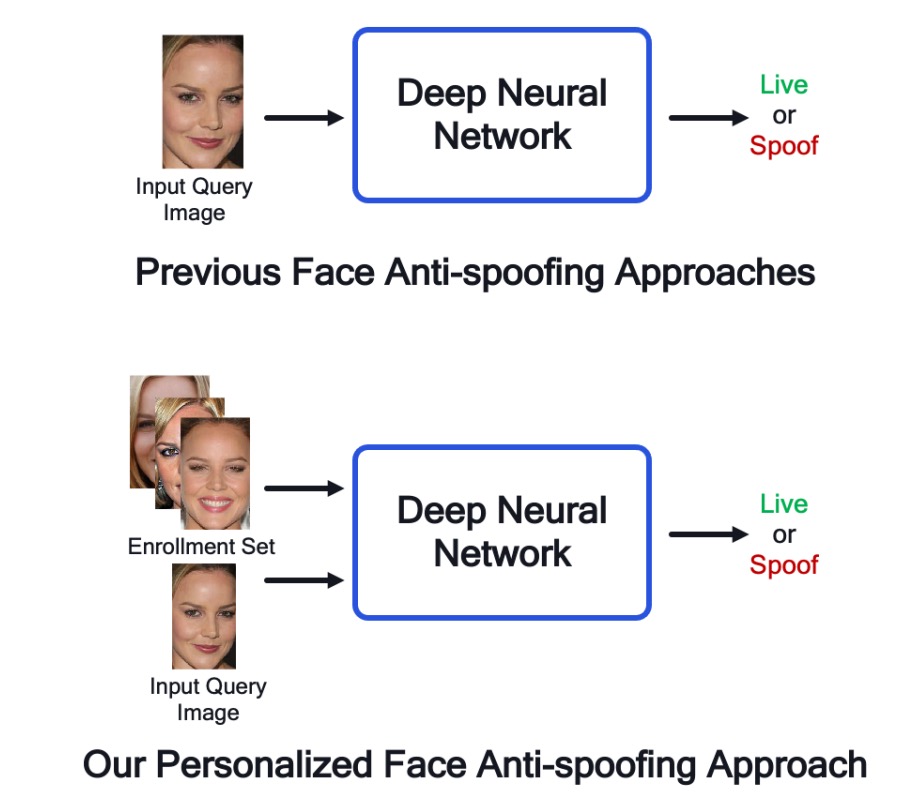 Deep Neural
Network
Live
or
Spoof
Input Query
Image
Previous Face Anti-spoofing Approaches
Enrollment Set
Deep Neural
Network
Live
or
Spoof
Input Query
Image
Our Personalized Face Anti-spoofing Approach